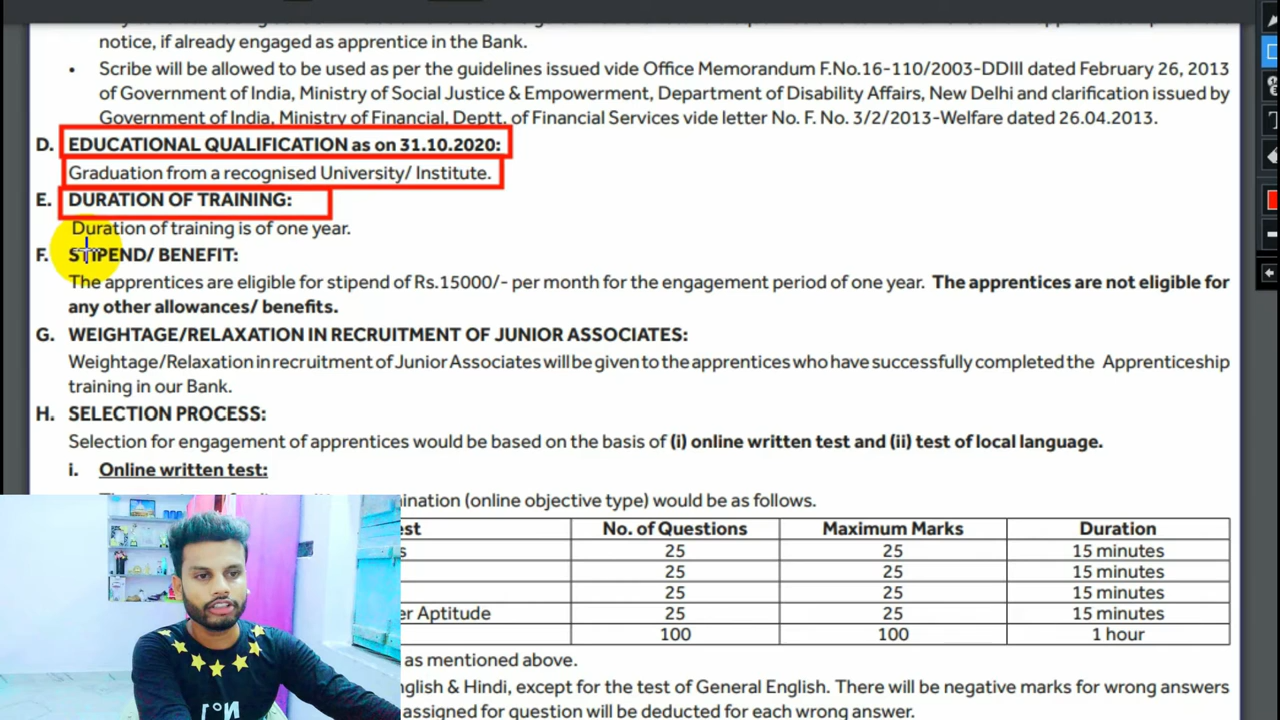 notice, if already engaged as apprentice in the Bank.
• Scribe will be allowed to be used as per the guidelines issued vide Office Memorandum F.No.16-110/2003-DDIII dated February 26, 2013
of Government of India, Ministry of Social Justice & Empowerment, Department of Disability Affairs, New Delhi and clarification issued by
Government of India, Ministry of Financial, Deptt. of Financial Services vide letter No. F. No. 3/2/2013-Welfare dated 26.04.2013.
D. EDUCATIONAL QUALIFICATION as on 31.10.2020:
Graduation from a recognised University/ Institute.
E. DURATION OF TRAINING:
Duration of training is of one year.
F. STIPEND/ BENEFIT:
The apprentices are eligible for stipend of Rs.15000/- per month for the engagement period of one year. The apprentices are not eligible for
any other allowances/ benefits.
G. WEIGHTAGE/RELAXATION IN RECRUITMENT OF JUNIOR ASSOCIATES:
Weightage/Relaxation in recruitment of Junior Associates will be given to the apprentices who have successfully completed the Apprenticeship
training in our Bank.
H. SELECTION PROCESS:
Selection for engagement of apprentices would be based on the basis of (i) online written test and (ii) test of local language.
i. Online written test:
mination (online objective type) would be as follows.
est No. of Questions Maximum Marks Duration
s 25 25 15 minutes
25 25 15 minutes
25 25 15 minutes
er Aptitude 25 25 15 minutes
100 100 1 hour
as mentioned above.
nglish & Hindi, except for the test of General English. There will be negative marks for wrong answers
assigned for question will be deducted for each wrong answer.